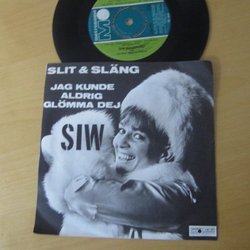 SLIT & SLÄNG
JAG KUNDE
ALDRIG
GLÖMMA DEJ
SIW